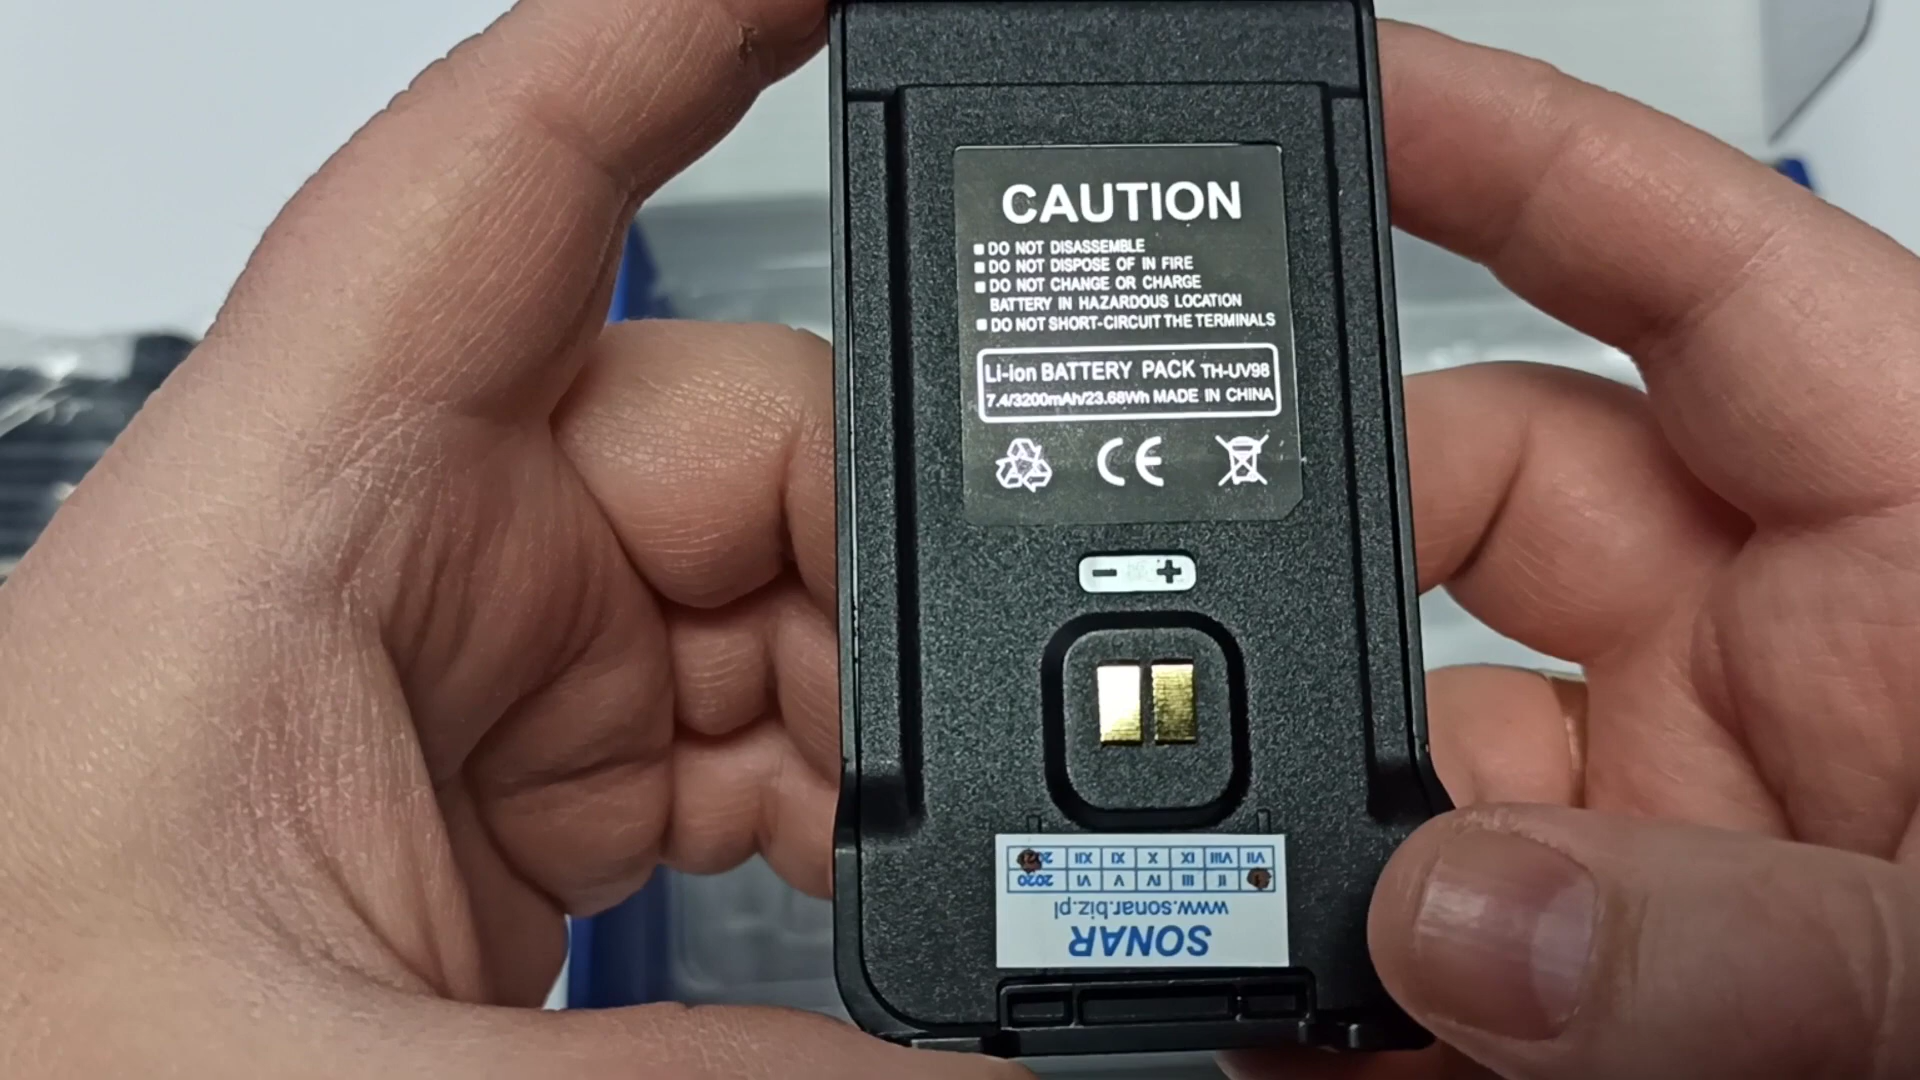 CAUTION
DO NOT DISASSEMBLE
DO NOT DISPOSE OF IN FIRE
DO NOT CHANGE OR CHARGE
BATTERY IN HAZARDOUS LOCATION
DO NOT SHORT-CIRCUIT THE TERMINALS
Li-ion BATTERY PACK TH-UV98
7.4/3200mAh/23.68Wh MADE IN CHINA
CE
- +
SONAR
www.sonar.biz.pl
II III IV V VI 2020
VII VIII IX X XI XII